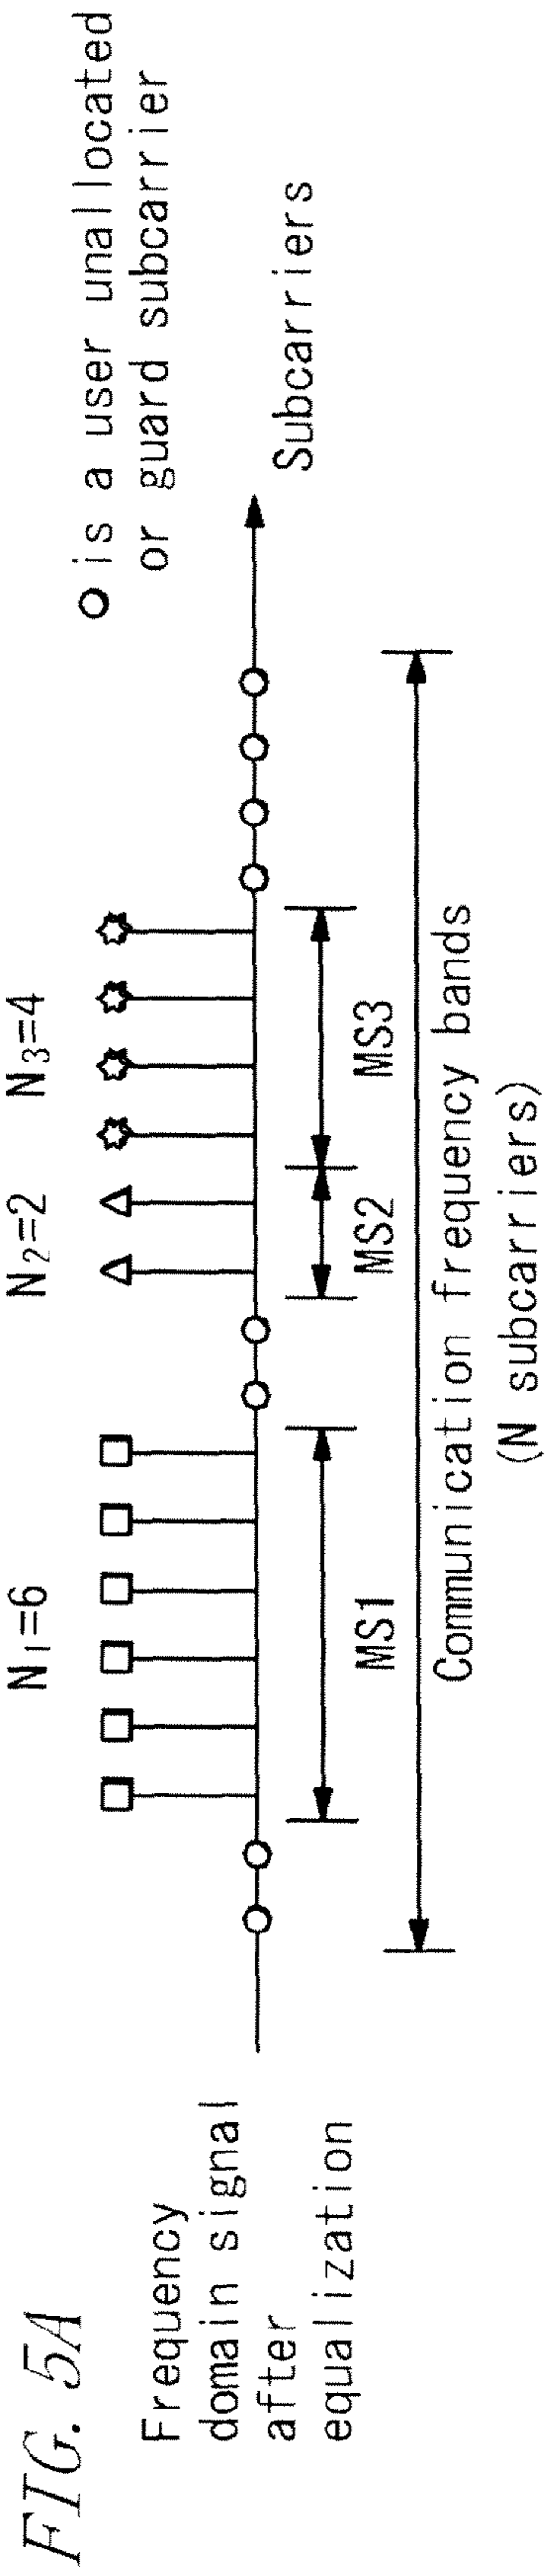 FIG. 5A
Frequency
domain signal
after
equalization
N₁=6
N₂=2
N₃=4
is a user unallocated
or guard subcarrier
Subcarriers
MS1
MS2
MS3
Communication frequency bands
(N subcarriers)